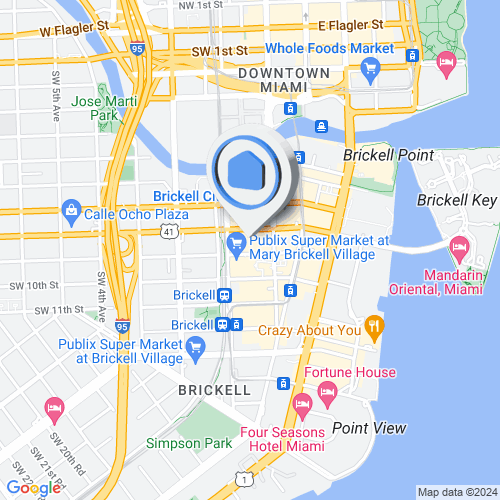 W Flagler St
NW 1st St
E Flagler St
SW 1st St
Whole Foods Market
DOWNTOWN
MIAMI
95
SW 5th Ave
Jose Marti
Park
Brickell Point
Brickell Ci
Brickell Key
Calle Ocho Plaza
41
Publix Super Market at
Mary Brickell Village
Mandarin
Oriental, Miami
SW 10th St
SW 4th Ave
Brickell
SW 11th St
95
Brickell
Crazy About You
Publix Super Market
at Brickell Village
Fortune House
BRICKELL
Four Seasons
Hotel Miami
Point View
Simpson Park
SW 20th Rd
SW 21st Rd
SW 22
1
Google
Map data ©2024